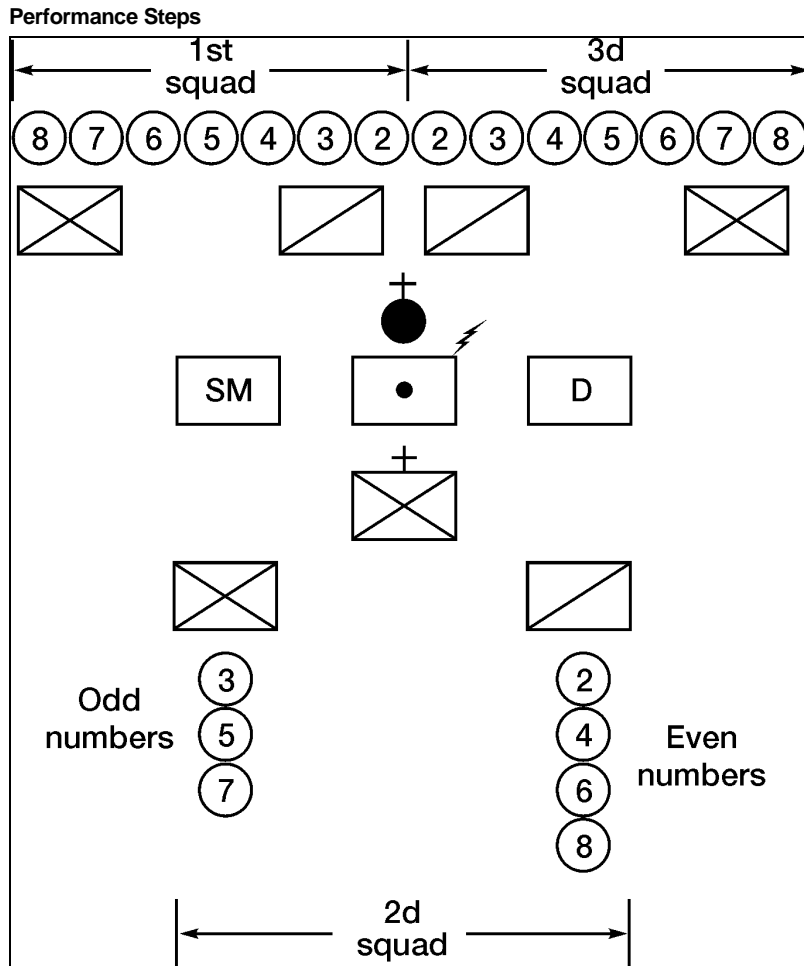 Performance Steps
1st squad
3d squad
8 7 6 5 4 3 2 2 3 4 5 6 7 8
SM
D
3
5
7
Odd numbers
2
4
6
8
Even numbers
2d squad